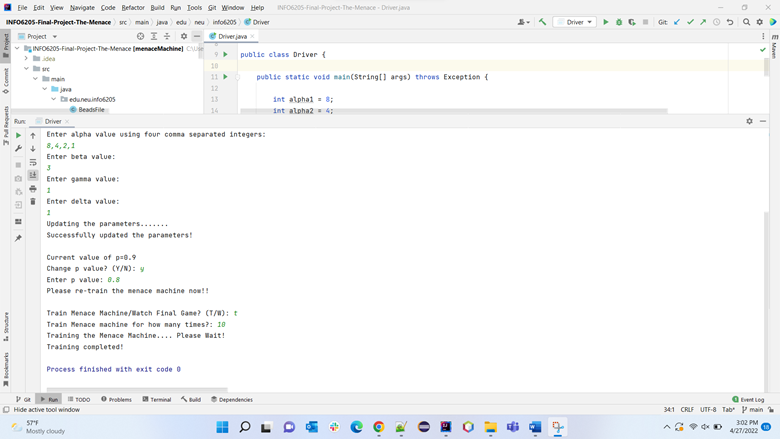 File Edit View Navigate Code Refactor Build Run Tools Git Window Help INFO6205-Final-Project-The-Menace - Driver.java
INFO6205-Final-Project-The-Menace src main java edu neu info6205 Driver Driver Git:
Project Driver.java
INFO6205-Final-Project-The-Menace [menaceMachine]
.idea
src
main
java
edu.neu.info6205
BeadsFile
9 public class Driver {
10
11 public static void main(String[] args) throws Exception {
12
13 int alpha1 = 8;
14 int alpha2 = 4;
Project
Commit
Pull Requests
Structure
Bookmarks
Maven
Run: Driver
Enter alpha value using four comma separated integers:
8,4,2,1
Enter beta value:
3
Enter gamma value:
1
Enter delta value:
1
Updating the parameters.......
Successfully updated the parameters!
Current value of p=0.9
Change p value? (Y/N): y
Enter p value: 0.8
Please re-train the menace machine now!!
Train Menace Machine/Watch Final Game? (T/W): t
Train Menace machine for how many times?: 10
Training the Menace Machine.... Please Wait!
Training completed!
Process finished with exit code 0
Git Run TODO Problems Terminal Build Dependencies Event Log
Hide active tool window 34:1 CRLF UTF-8 Tab* main
57°F
Mostly cloudy
3:02 PM
4/27/2022